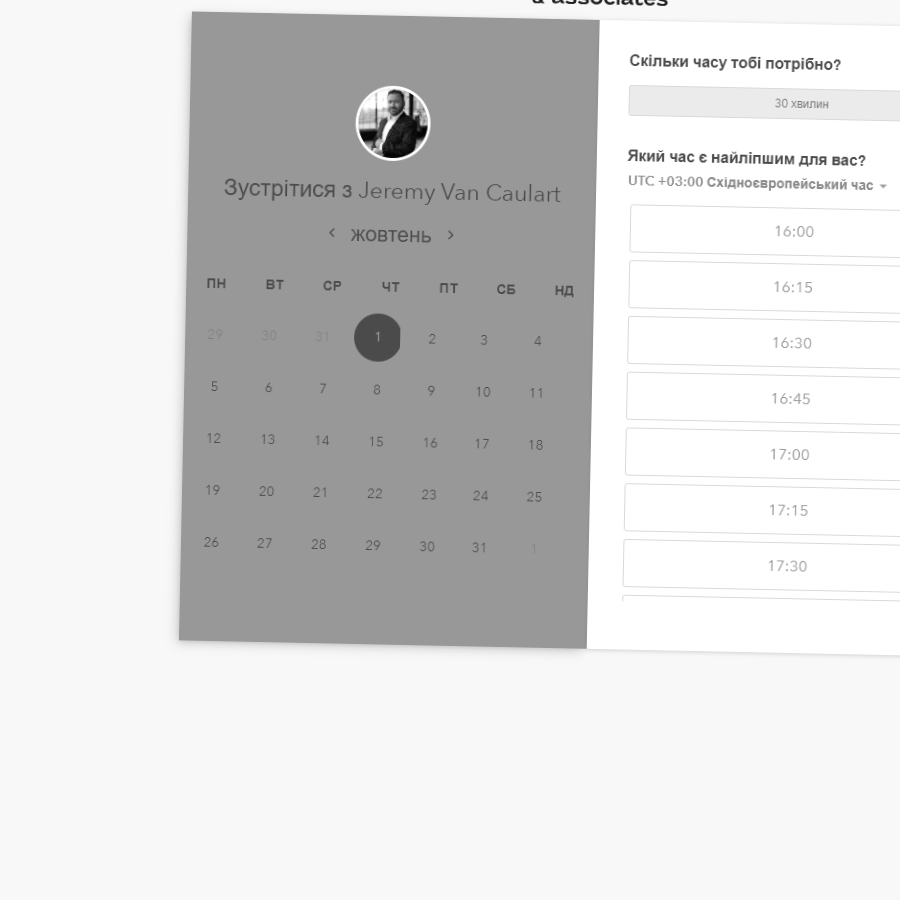 & associates
Зустрітися з Jeremy Van Caulart
жовтень
ПН ВТ СР ЧТ ПТ СБ НД
29 30 31 1 2 3 4
5 6 7 8 9 10 11
12 13 14 15 16 17 18
19 20 21 22 23 24 25
26 27 28 29 30 31 1
Скільки часу тобі потрібно?
30 хвилин
Який час є найліпшим для вас?
UTC +03:00 Східноєвропейський час
16:00
16:15
16:30
16:45
17:00
17:15
17:30